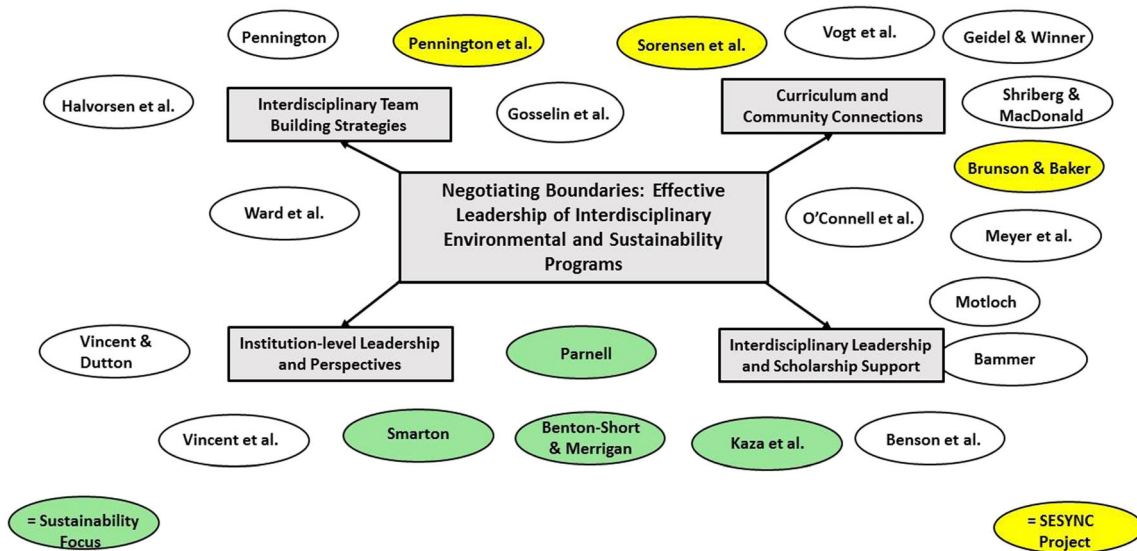 Pennington
Pennington et al.
Sorensen et al.
Vogt et al.
Geidel & Winner
Halvorsen et al.
Interdisciplinary Team
Building Strategies
Gosselin et al.
Curriculum and
Community Connections
Shriberg &
MacDonald
Brunson & Baker
Ward et al.
Negotiating Boundaries: Effective
Leadership of Interdisciplinary
Environmental and Sustainability
Programs
O'Connell et al.
Meyer et al.
Motloch
Vincent &
Dutton
Institution-level Leadership
and Perspectives
Parnell
Interdisciplinary Leadership
and Scholarship Support
Bammer
Vincent et al.
Smarton
Benton-Short
& Merrigan
Kaza et al.
Benson et al.
= Sustainability
Focus
= SESYNC
Project